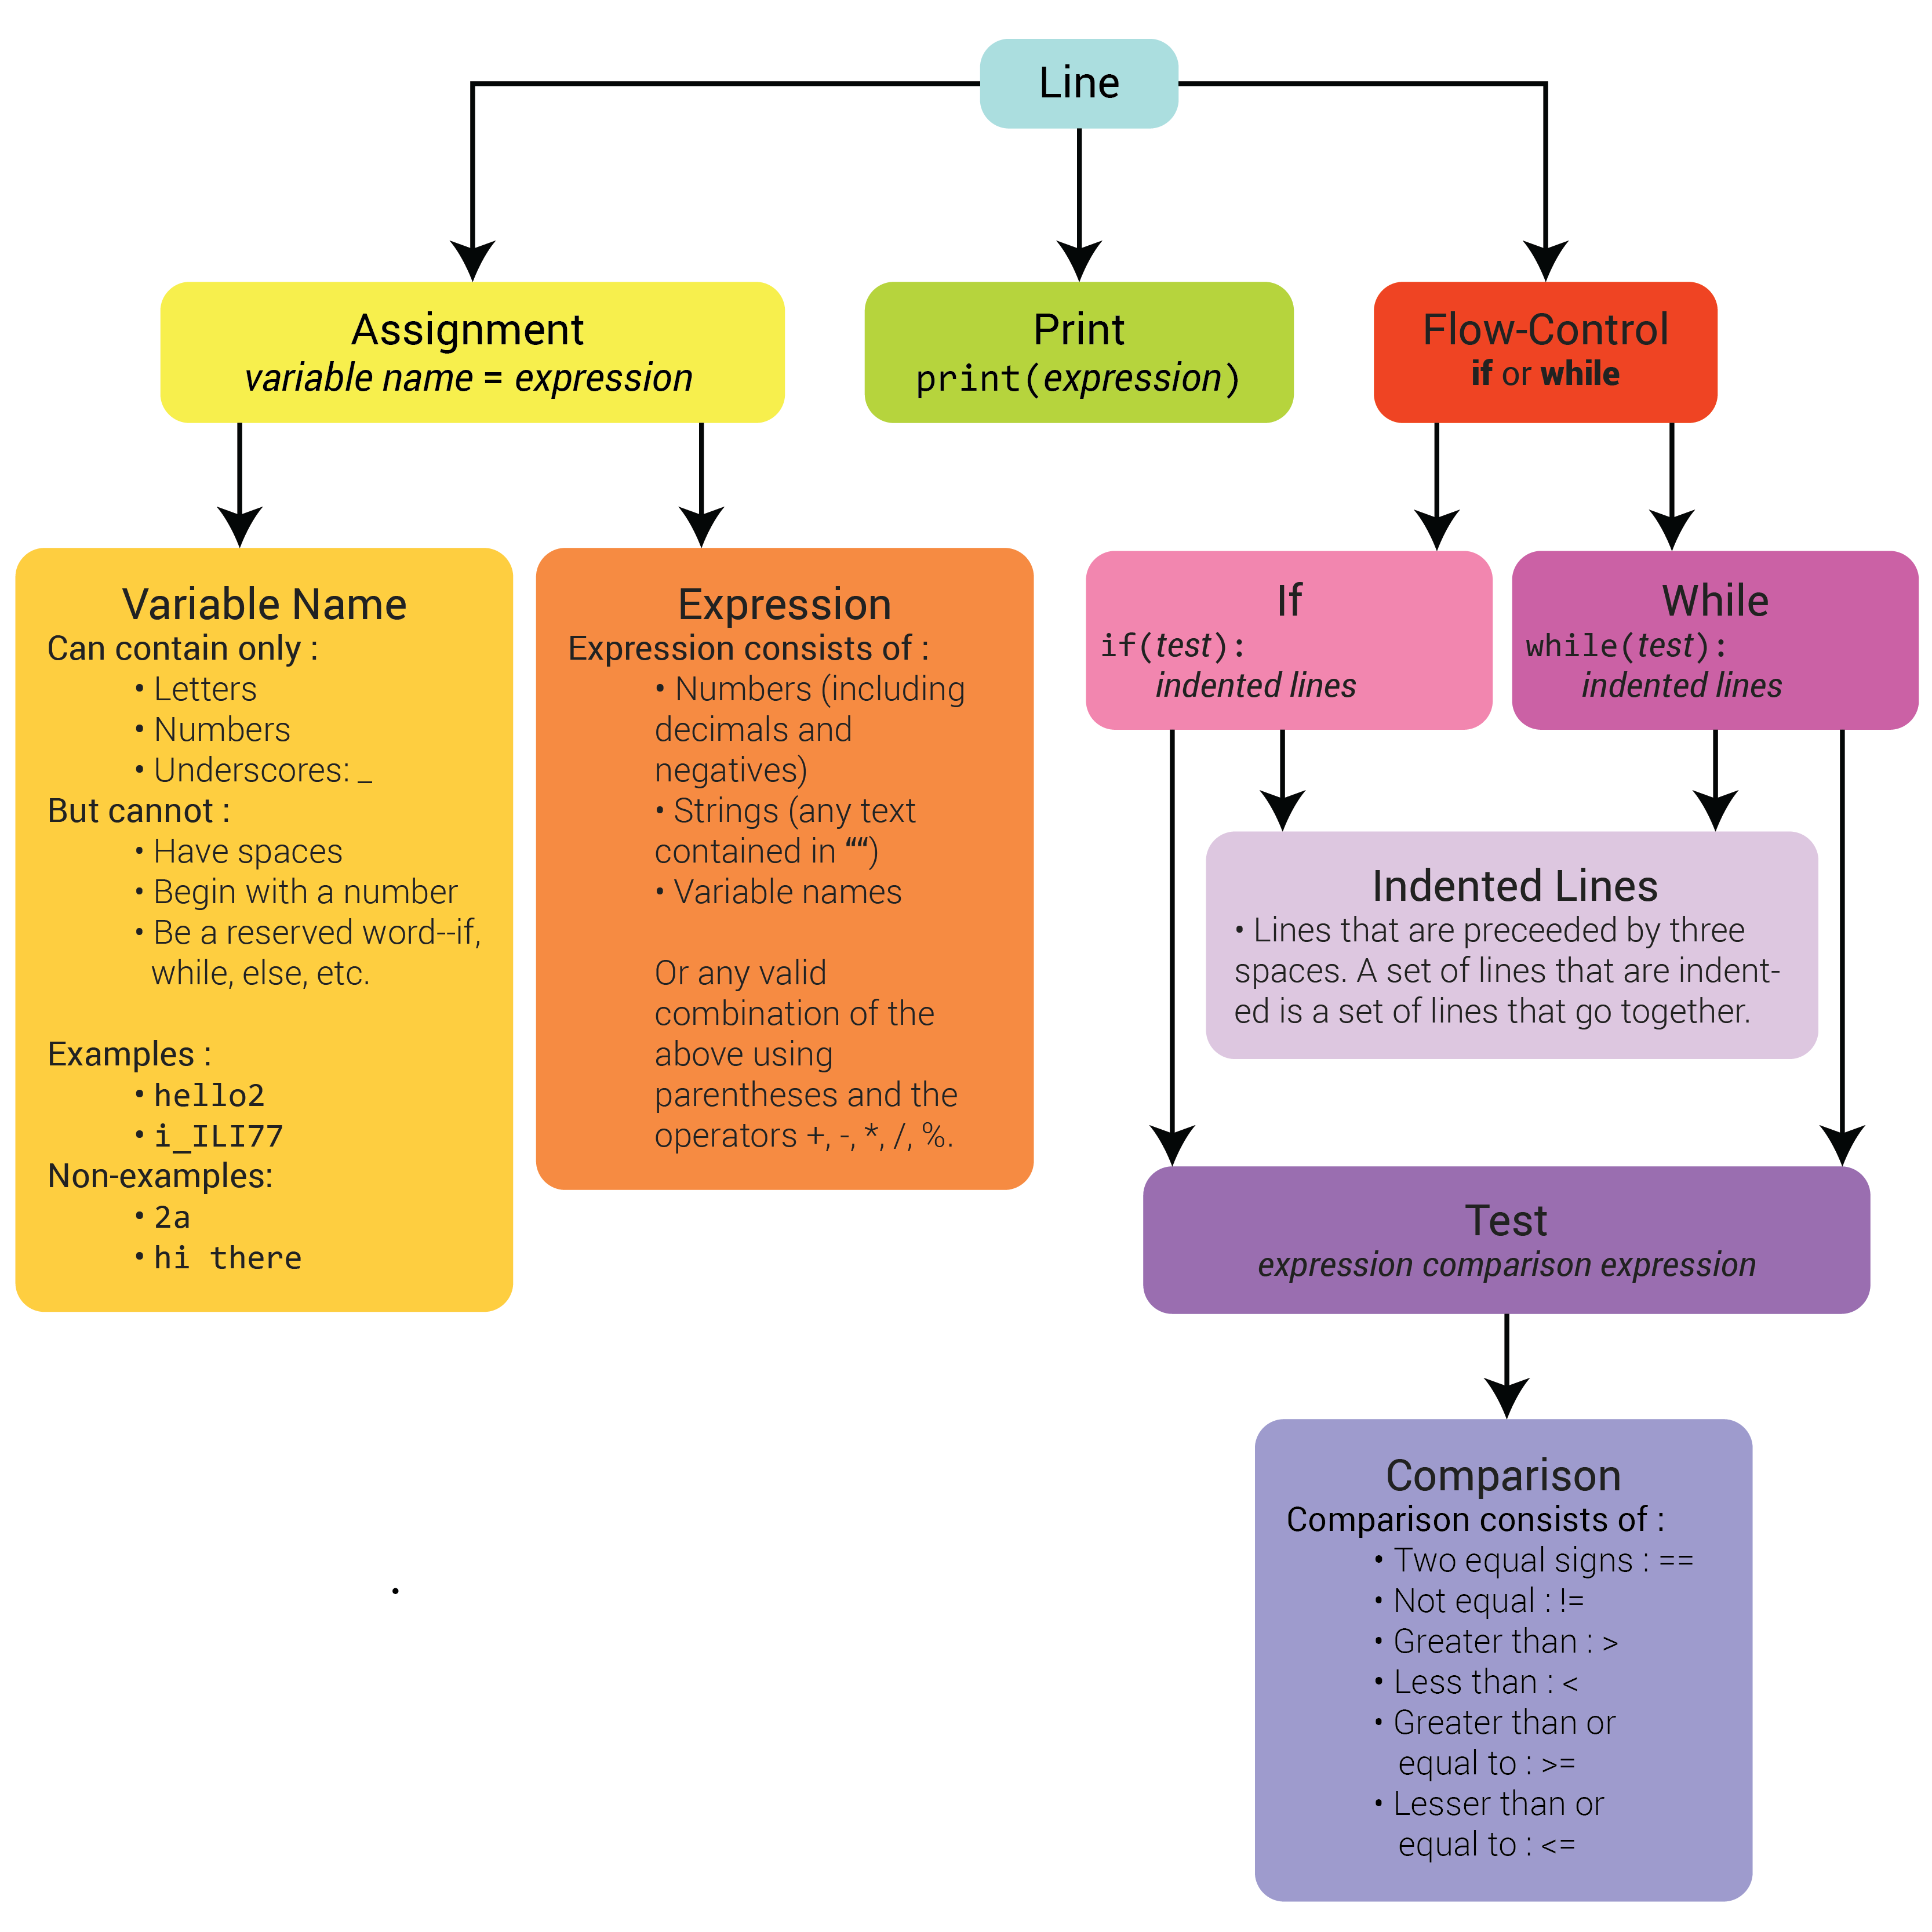 Line
Assignment
variable name = expression
Print
print(expression)
Flow-Control
if or while
Variable Name
Can contain only :
• Letters
• Numbers
• Underscores: _
But cannot :
• Have spaces
• Begin with a number
• Be a reserved word--if,
while, else, etc.
Examples :
• hello2
• i_ILI77
Non-examples:
• 2a
• hi there
Expression
Expression consists of :
• Numbers (including
decimals and
negatives)
• Strings (any text
contained in ““)
• Variable names
Or any valid
combination of the
above using
parentheses and the
operators +, -, *, /, %.
If
if(test):
indented lines
While
while(test):
indented lines
Indented Lines
• Lines that are preceeded by three
spaces. A set of lines that are indent-
ed is a set of lines that go together.
Test
expression comparison expression
Comparison
Comparison consists of :
• Two equal signs : ==
• Not equal : !=
• Greater than : >
• Less than : <
• Greater than or
equal to : >=
• Lesser than or
equal to : <=